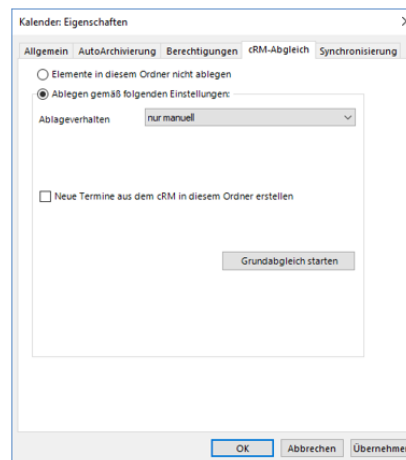 Kalender: Eigenschaften
Allgemein AutoArchivierung Berechtigungen cRM-Abgleich Synchronisierung
Elemente in diesem Ordner nicht ablegen
Ablegen gemäß folgenden Einstellungen:
Ablageverhalten nur manuell
Neue Termine aus dem cRM in diesem Ordner erstellen
Grundabgleich starten
OK Abbrechen Übernehmen